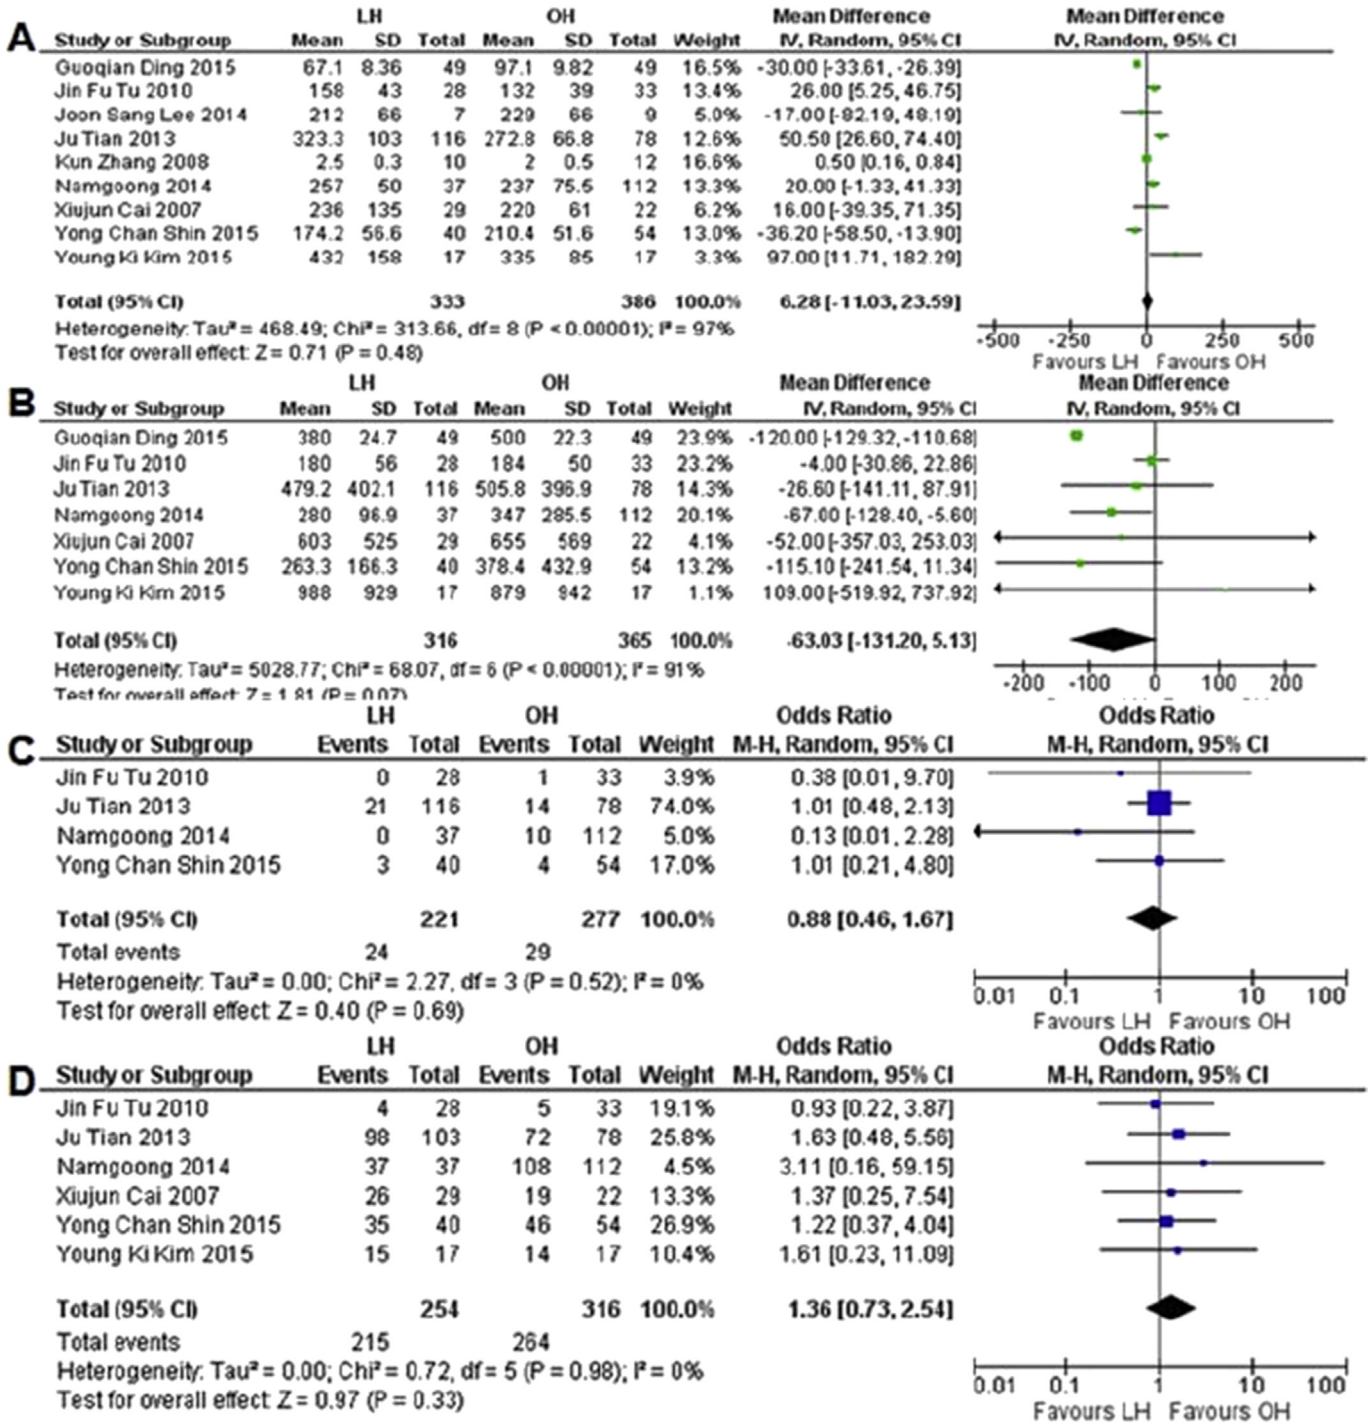 A
LH OH Mean Difference Mean Difference
Study or Subgroup Mean SD Total Mean SD Total Weight IV, Random, 95% CI IV, Random, 95% CI
Guoqian Ding 2015 67.1 8.36 49 97.1 9.82 49 16.5% -30.00 [-33.61, -26.39]
Jin Fu Tu 2010 158 43 28 132 39 33 13.4% 26.00 [5.25, 46.75]
Joon Sang Lee 2014 212 66 7 229 66 9 5.0% -17.00 [-82.19, 48.19]
Ju Tian 2013 323.3 103 116 272.8 66.8 78 12.6% 50.50 [26.60, 74.40]
Kun Zhang 2008 2.5 0.3 10 2 0.5 12 16.6% 0.50 [0.16, 0.84]
Namgoong 2014 257 50 37 237 75.5 112 13.3% 20.00 [-1.33, 41.33]
Xiujun Cai 2007 236 135 29 220 61 22 6.2% 16.00 [-39.35, 71.35]
Yong Chan Shin 2015 174.2 56.6 40 210.4 51.6 54 13.0% -36.20 [-58.50, -13.90]
Young Ki Kim 2015 432 158 17 335 85 17 3.3% 97.00 [11.71, 182.29]
Total (95% CI) 333 386 100.0% 6.28 [-11.03, 23.59]
Heterogeneity: Tau² = 468.49; Chi² = 313.66, df = 8 (P < 0.00001); I² = 97%
Test for overall effect: Z = 0.71 (P = 0.48)
-500 -250 0 250 500
Favours LH Favours OH
B
LH OH Mean Difference Mean Difference
Study or Subgroup Mean SD Total Mean SD Total Weight IV, Random, 95% CI IV, Random, 95% CI
Guoqian Ding 2015 380 24.7 49 500 22.3 49 23.9% -120.00 [-129.32, -110.68]
Jin Fu Tu 2010 180 56 28 184 50 33 23.2% -4.00 [-30.86, 22.86]
Ju Tian 2013 479.2 402.1 116 505.8 396.9 78 14.3% -26.60 [-141.11, 87.91]
Namgoong 2014 280 96.9 37 347 285.5 112 20.1% -67.00 [-128.40, -5.60]
Xiujun Cai 2007 603 525 29 655 569 22 4.1% -52.00 [-357.03, 253.03]
Yong Chan Shin 2015 263.3 166.3 40 378.4 432.9 54 13.2% -115.10 [-241.54, 11.34]
Young Ki Kim 2015 988 929 17 879 942 17 1.1% 109.00 [-519.92, 737.92]
Total (95% CI) 316 365 100.0% -63.03 [-131.20, 5.13]
Heterogeneity: Tau² = 5028.77; Chi² = 68.07, df = 6 (P < 0.00001); I² = 91%
Test for overall effect: Z = 1.81 (P = 0.07)
-200 -100 0 100 200
C
LH OH Odds Ratio Odds Ratio
Study or Subgroup Events Total Events Total Weight M-H, Random, 95% CI M-H, Random, 95% CI
Jin Fu Tu 2010 0 28 1 33 3.9% 0.38 [0.01, 9.70]
Ju Tian 2013 21 116 14 78 74.0% 1.01 [0.48, 2.13]
Namgoong 2014 0 37 10 112 5.0% 0.13 [0.01, 2.28]
Yong Chan Shin 2015 3 40 4 54 17.0% 1.01 [0.21, 4.80]
Total (95% CI) 221 277 100.0% 0.88 [0.46, 1.67]
Total events 24 29
Heterogeneity: Tau² = 0.00; Chi² = 2.27, df = 3 (P = 0.52); I² = 0%
Test for overall effect: Z = 0.40 (P = 0.69)
0.01 0.1 1 10 100
Favours LH Favours OH
D
LH OH Odds Ratio Odds Ratio
Study or Subgroup Events Total Events Total Weight M-H, Random, 95% CI M-H, Random, 95% CI
Jin Fu Tu 2010 4 28 5 33 19.1% 0.93 [0.22, 3.87]
Ju Tian 2013 98 103 72 78 25.8% 1.63 [0.48, 5.56]
Namgoong 2014 37 37 108 112 4.5% 3.11 [0.16, 59.15]
Xiujun Cai 2007 26 29 19 22 13.3% 1.37 [0.25, 7.54]
Yong Chan Shin 2015 35 40 46 54 26.9% 1.22 [0.37, 4.04]
Young Ki Kim 2015 15 17 14 17 10.4% 1.61 [0.23, 11.09]
Total (95% CI) 254 316 100.0% 1.36 [0.73, 2.54]
Total events 215 264
Heterogeneity: Tau² = 0.00; Chi² = 0.72, df = 5 (P = 0.98); I² = 0%
Test for overall effect: Z = 0.97 (P = 0.33)
0.01 0.1 1 10 100
Favours LH Favours OH